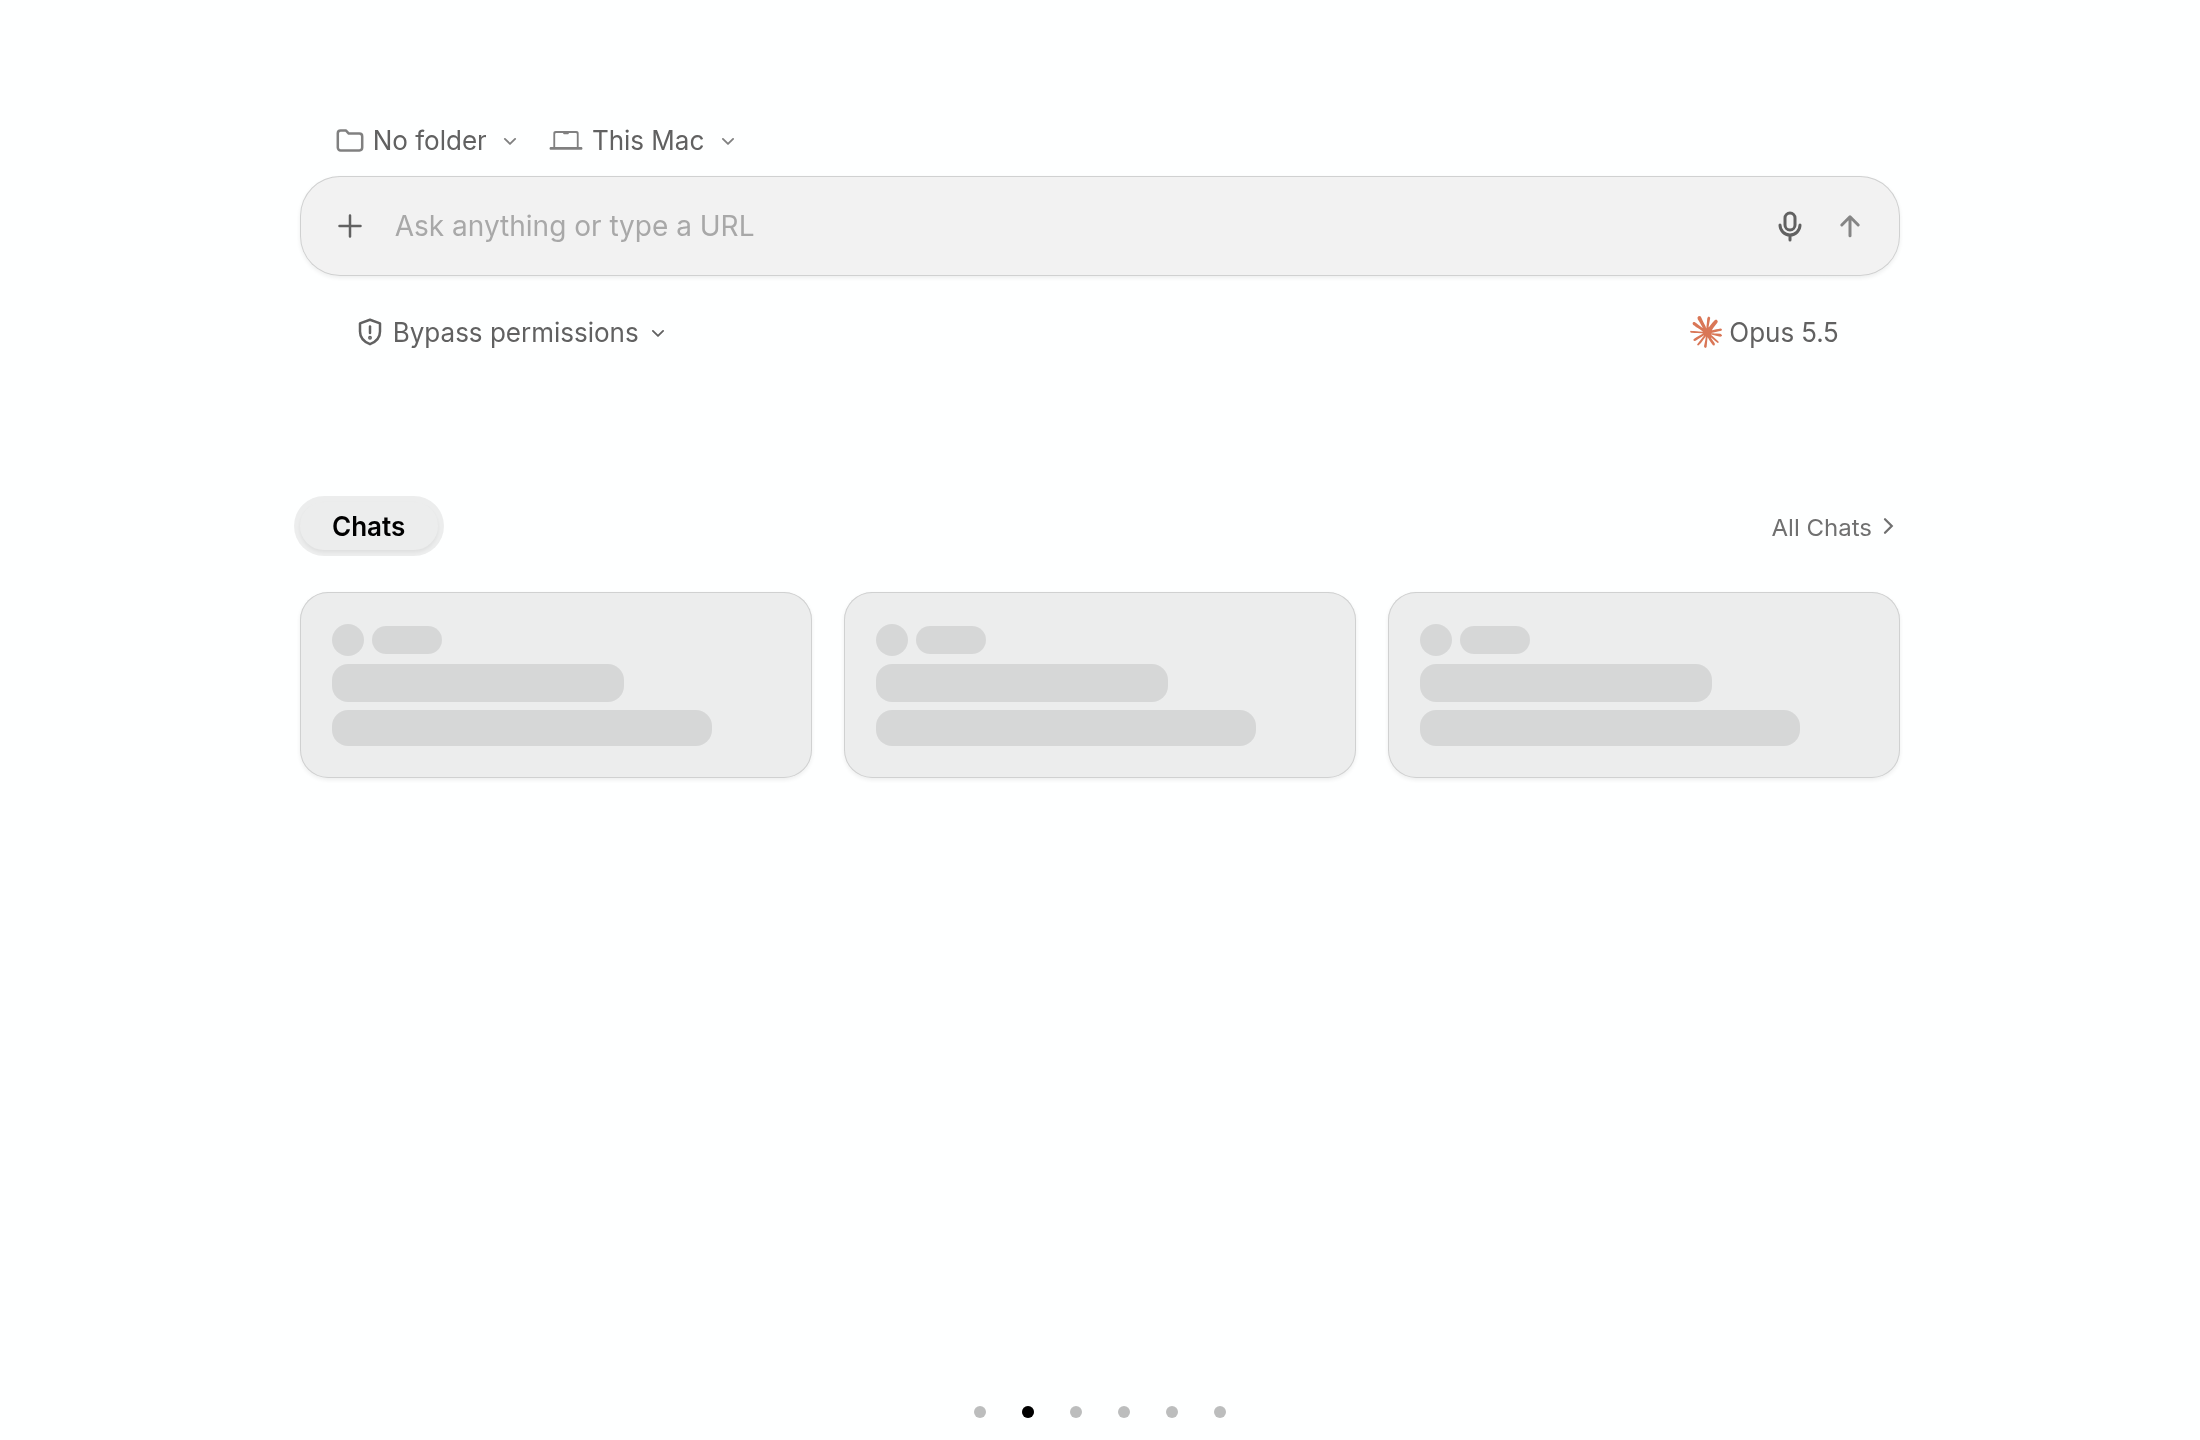 No folder This Mac
Ask anything or type a URL
Bypass permissions Opus 5.5
Chats All Chats